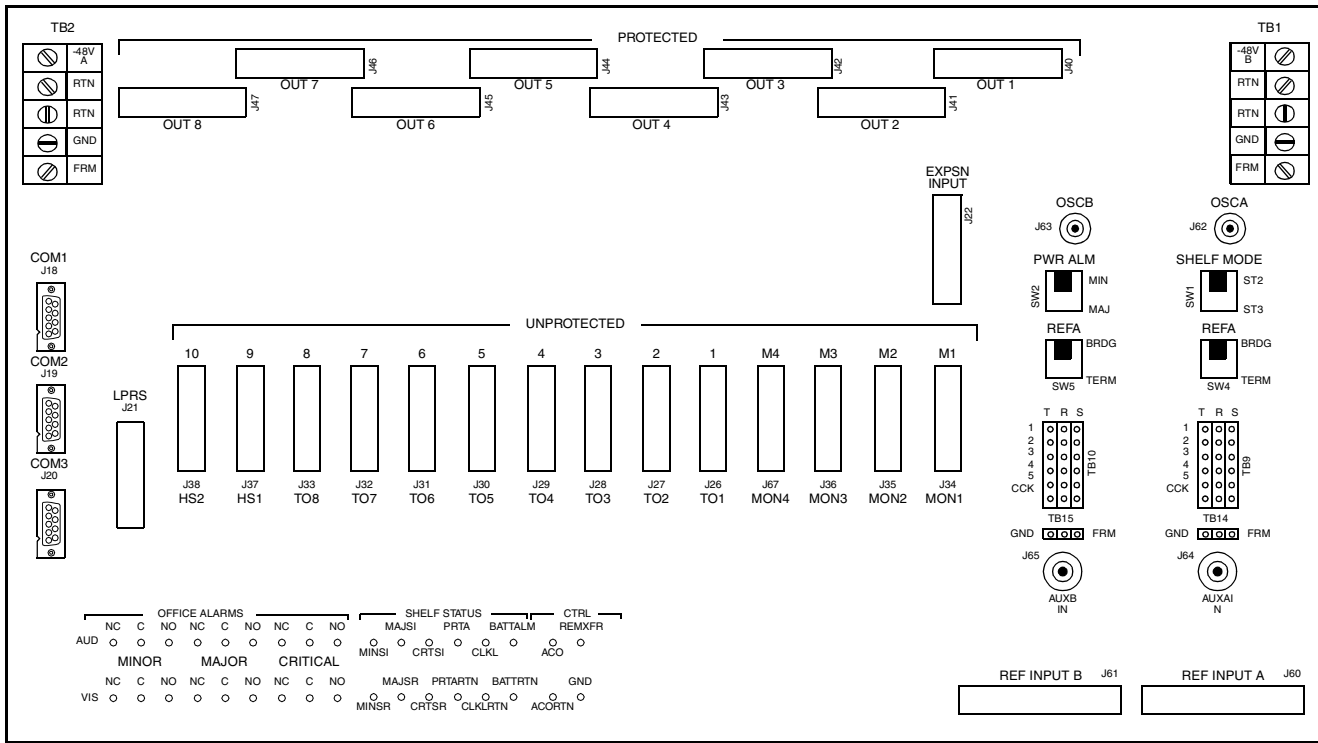 TB2
PROTECTED
TB1
-48V
A
RTN
RTN
GND
FRM
OUT 7
J46
OUT 5
J44
OUT 3
J42
OUT 1
J40
OUT 8
J47
OUT 6
J45
OUT 4
J43
OUT 2
J41
-48V
B
RTN
RTN
GND
FRM
EXPSN
INPUT
J22
OSCB
J63
OSCA
J62
PWR ALM
SW2
MIN
MAJ
SHELF MODE
SW1
ST2
ST3
REFA
BRDG
TERM
SW5
REFA
BRDG
TERM
SW4
COM1
J18
COM2
J19
COM3
J20
LPRS
J21
UNPROTECTED
10 9 8 7 6 5 4 3 2 1 M4 M3 M2 M1
J38 J37 J33 J32 J31 J30 J29 J28 J27 J26 J67 J36 J35 J34
HS2 HS1 TO8 TO7 TO6 TO5 TO4 TO3 TO2 TO1 MON4 MON3 MON2 MON1
T R S
1
2
3
4
5
CCK
TB10
T R S
1
2
3
4
5
CCK
TB9
TB15
GND FRM
J65
AUXB
IN
TB14
GND FRM
J64
AUXAI
N
OFFICE ALARMS SHELF STATUS CTRL
NC C NO NC C NO NC C NO MAJSI PRTA BATTALM REMXFR
AUD
MINSI CRTSI CLKL ACO
MINOR MAJOR CRITICAL
NC C NO NC C NO NC C NO MAJSR PRTARTN BATTRTN GND
VIS
MINSR CRTSR CLKLRTN ACORTN
REF INPUT B J61
REF INPUT A J60